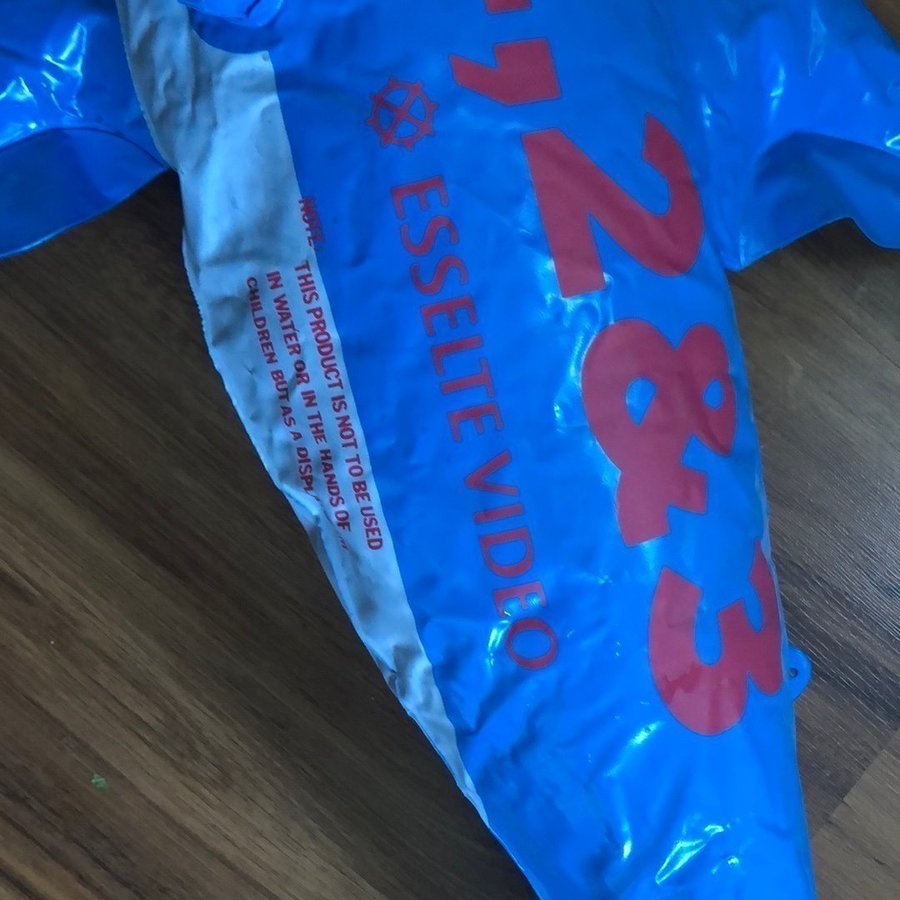 ' 2 & 3
ESSELTE VIDEO
NOTE THIS PRODUCT IS NOT TO BE USED
IN WATER OR IN THE HANDS OF
CHILDREN BUT AS A